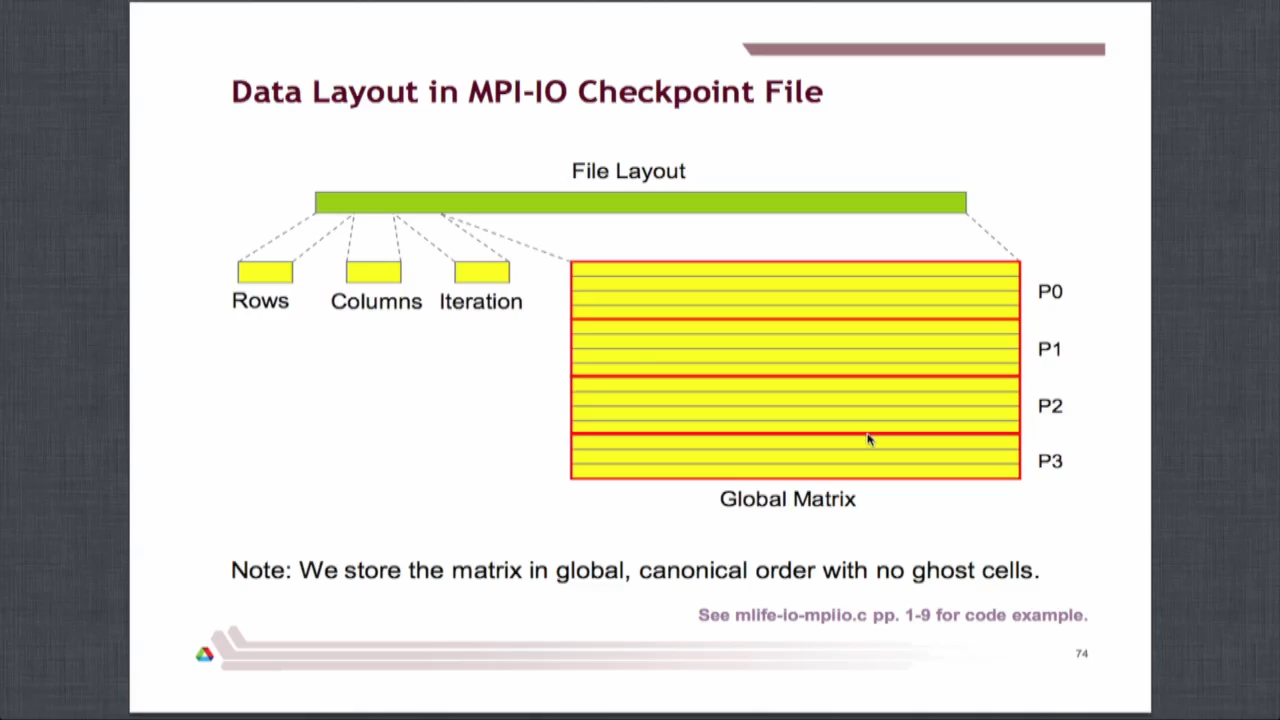 Data Layout in MPI-IO Checkpoint File
File Layout
Rows
Columns
Iteration
P0
P1
P2
P3
Global Matrix
Note: We store the matrix in global, canonical order with no ghost cells.
See mlife-io-mpiio.c pp. 1-9 for code example.
74